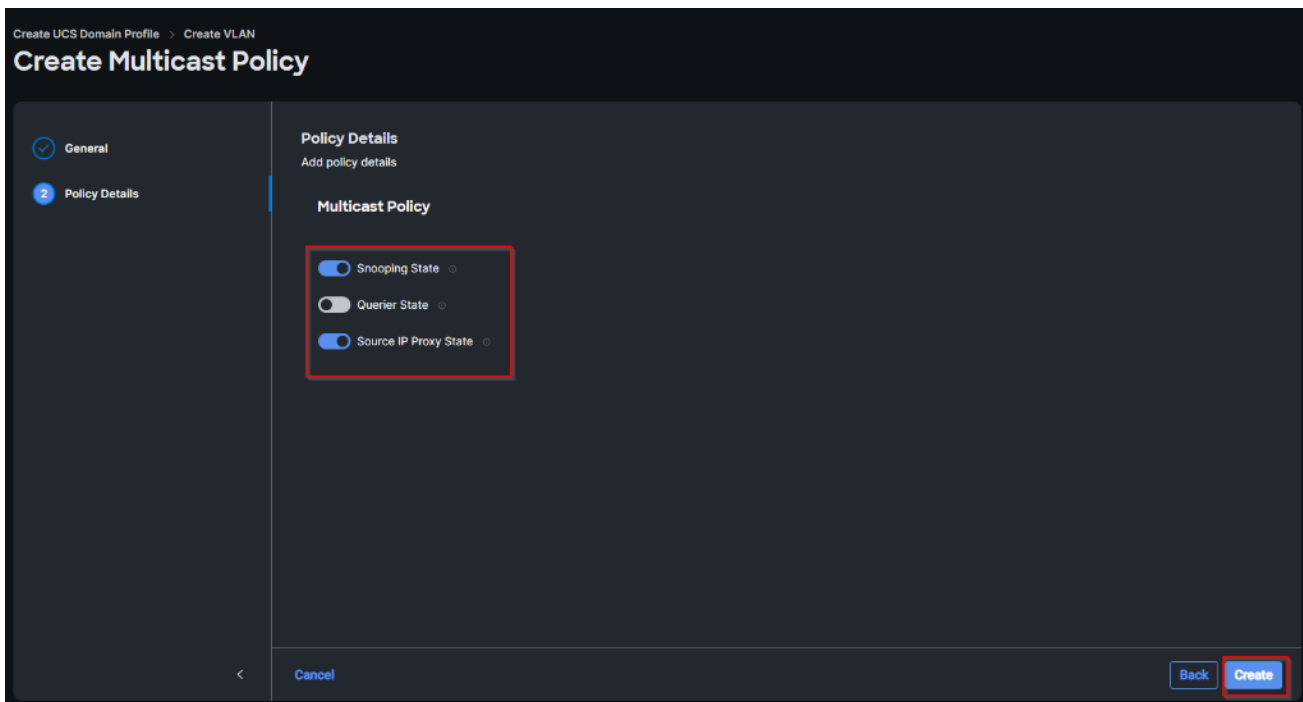 Create UCS Domain Profile > Create VLAN
Create Multicast Policy
General
2 Policy Details
Policy Details
Add policy details
Multicast Policy
Snooping State
Querier State
Source IP Proxy State
Cancel
Back
Create